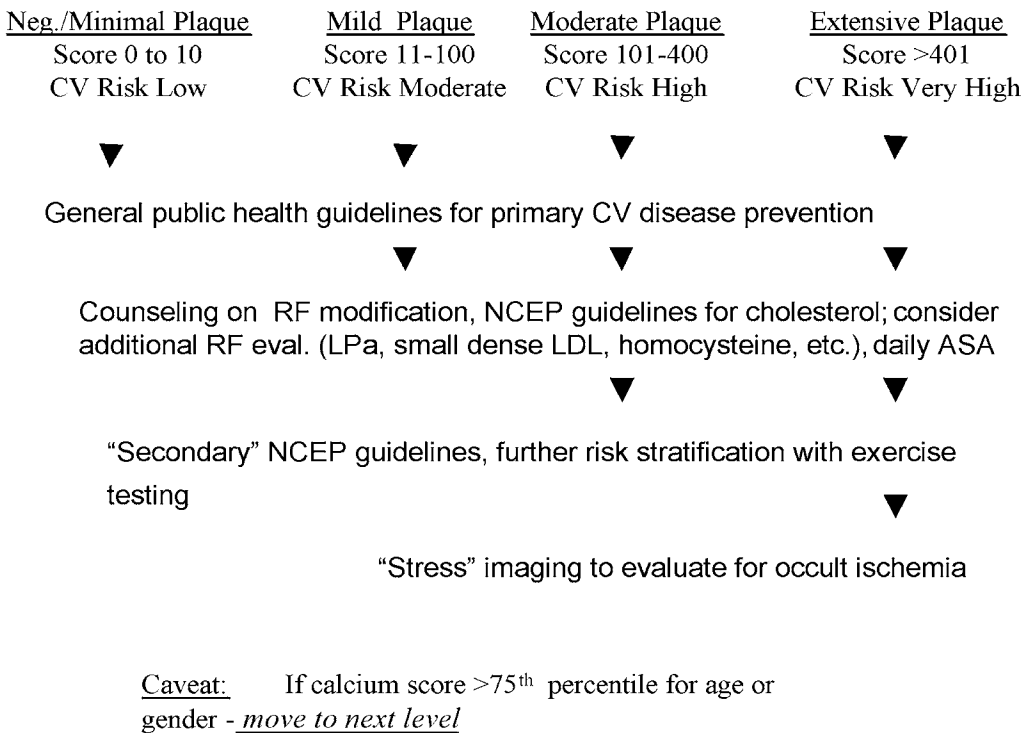 Neg./Minimal Plaque Mild Plaque Moderate Plaque Extensive Plaque
Score 0 to 10 Score 11-100 Score 101-400 Score >401
CV Risk Low CV Risk Moderate CV Risk High CV Risk Very High
General public health guidelines for primary CV disease prevention
Counseling on RF modification, NCEP guidelines for cholesterol; consider
additional RF eval. (LPa, small dense LDL, homocysteine, etc.), daily ASA
“Secondary” NCEP guidelines, further risk stratification with exercise
testing
“Stress” imaging to evaluate for occult ischemia
Caveat: If calcium score >75th percentile for age or
gender - move to next level